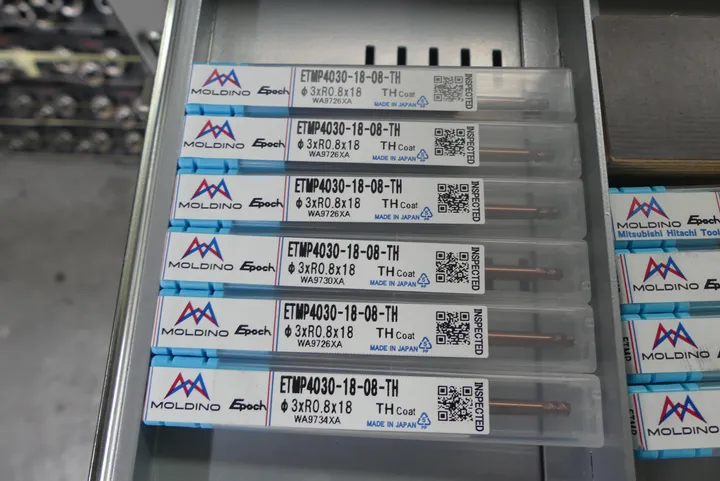 MOLDINO Epoch
ETMP4030-18-08-TH
φ3xR0.8x18 TH Coat
WA9726XA
MADE IN JAPAN
INSPECTED
MOLDINO Epoch
ETMP4030-18-08-TH
φ3xR0.8x18 TH Coat
WA9726XA
MADE IN JAPAN
INSPECTED
MOLDINO Epoch
ETMP4030-18-08-TH
φ3xR0.8x18 TH Coat
WA9726XA
MADE IN JAPAN
INSPECTED
MOLDINO Epoch
ETMP4030-18-08-TH
φ3xR0.8x18 TH Coat
WA9730XA
MADE IN JAPAN
INSPECTED
MOLDINO Epoch
ETMP4030-18-08-TH
φ3xR0.8x18 TH Coat
WA9726XA
MADE IN JAPAN
INSPECTED
MOLDINO Epoch
ETMP4030-18-08-TH
φ3xR0.8x18 TH Coat
WA9734XA
MADE IN JAPAN
INSPECTED
MOLDINO
Mitsubishi Hitachi Tool
MOLDINO
MOLDINO
MOLDINO